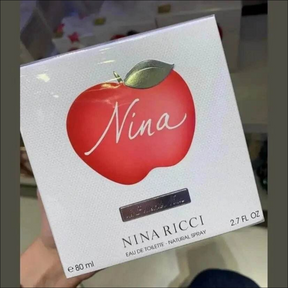 Nina
NINA RICCI
EAU DE TOILETTE · NATURAL SPRAY
℮ 80 ml 2.7 FL OZ